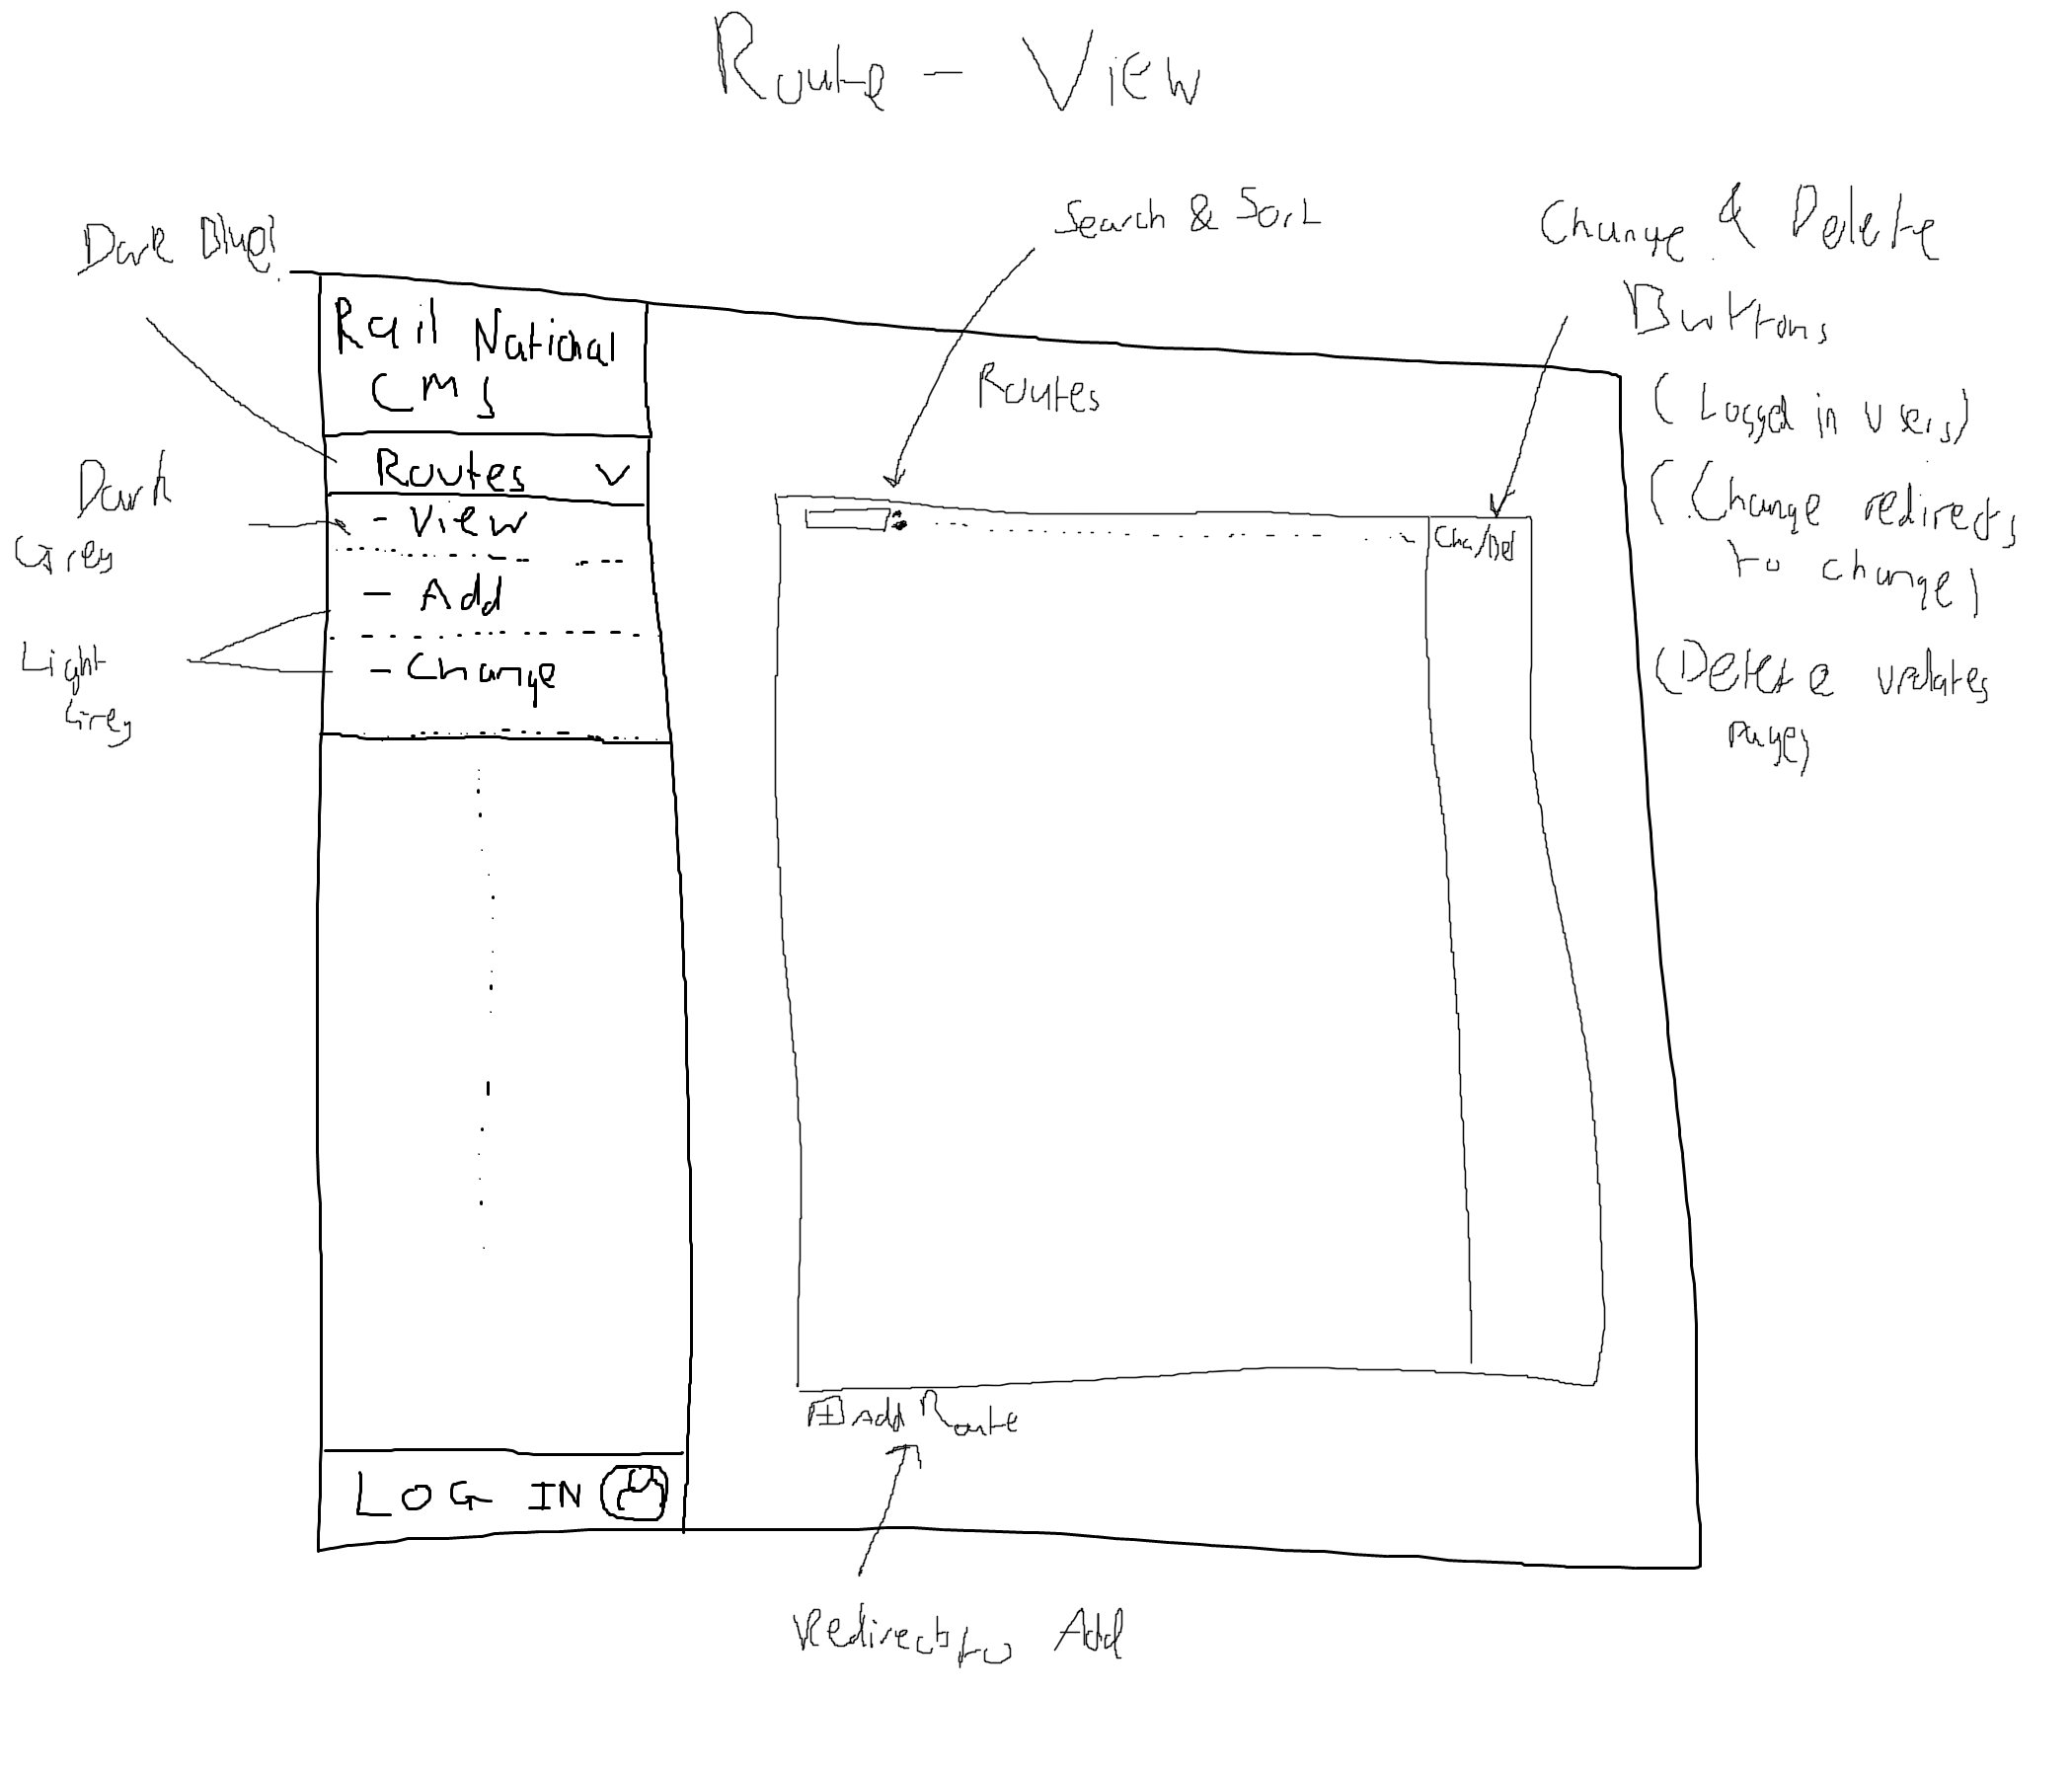 Route - View
Search & Sort
Change & Delete
Buttons
(Logged in users)
(Change redirects
to change)
(Delete updates
page)
Dark Blue
Dark
Grey
Light
Grey
Rail National
CMS
Routes v
- View
- Add
- Change
LOG IN
Routes
Cha/Del
+ Add Route
Redirects to Add